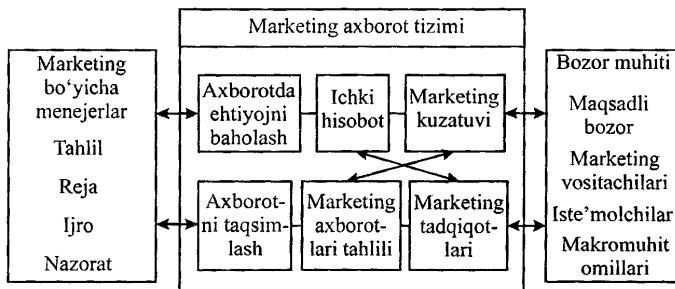 Marketing axborot tizimi
Marketing
bo‘yicha
menejerlar
Tahlil
Reja
Ijro
Nazorat
Axborotda
ehtiyojni
baholash
Ichki
hisobot
Marketing
kuzatuvi
Axborot-
ni taqsim-
lash
Marketing
axborot-
lari tahlili
Marketing
tadqiqot-
lari
Bozor muhiti
Maqsadli
bozor
Marketing
vositachilari
Iste’molchilar
Makromuhit
omillari